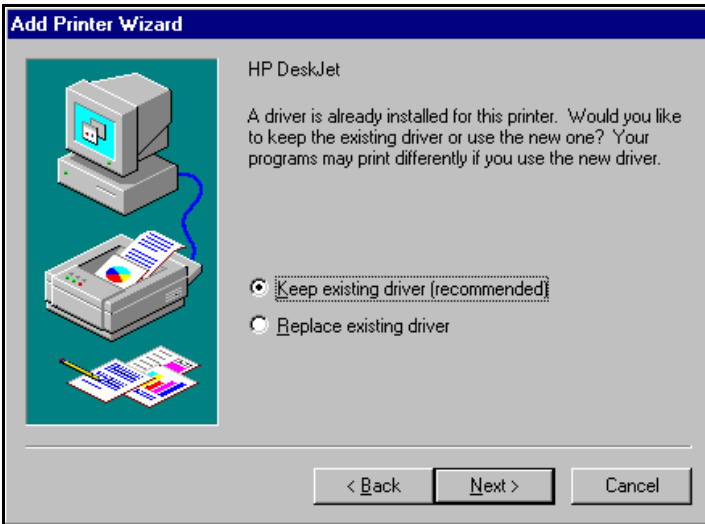 Add Printer Wizard
HP DeskJet
A driver is already installed for this printer.  Would you like
to keep the existing driver or use the new one?  Your
programs may print differently if you use the new driver.
Keep existing driver (recommended)
Replace existing driver
< Back
Next >
Cancel